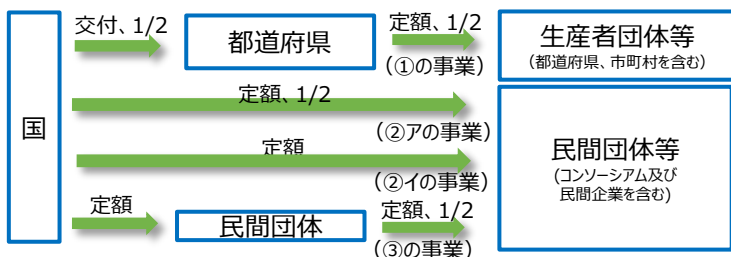 国
交付、1/2
都道府県
定額、1/2
(①の事業)
生産者団体等
(都道府県、市町村を含む)
定額、1/2
(②アの事業)
定額
(②イの事業)
民間団体等
(コンソーシアム及び
民間企業を含む)
定額
民間団体
定額、1/2
(③の事業)